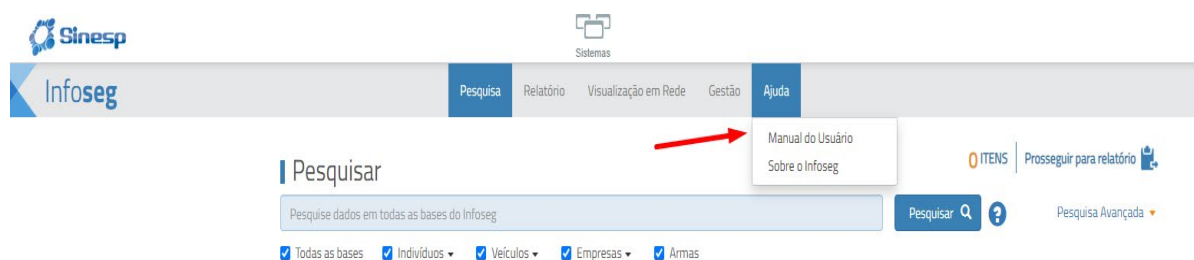 Sinesp
Sistemas
Infoseg
Pesquisa Relatório Visualização em Rede Gestão Ajuda
Manual do Usuário
Sobre o Infoseg
Pesquisar
0 ITENS Prosseguir para relatório
Pesquise dados em todas as bases do Infoseg
Pesquisar ? Pesquisa Avançada
Todas as bases Indivíduos Veículos Empresas Armas